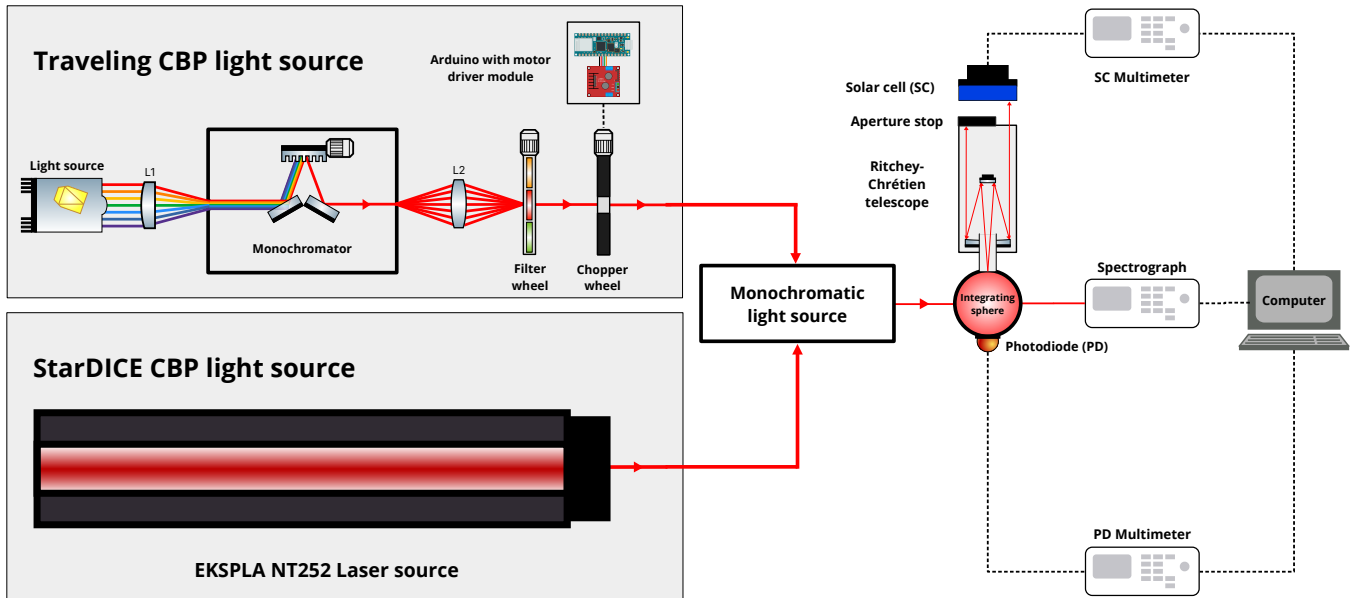 Traveling CBP light source
Arduino with motor
driver module
Light source
L1
Monochromator
L2
Filter
wheel
Chopper
wheel
StarDICE CBP light source
EKSPLA NT252 Laser source
Monochromatic
light source
Solar cell (SC)
SC Multimeter
Aperture stop
Ritchey-
Chrétien
telescope
Integrating
sphere
Spectrograph
Computer
Photodiode (PD)
PD Multimeter